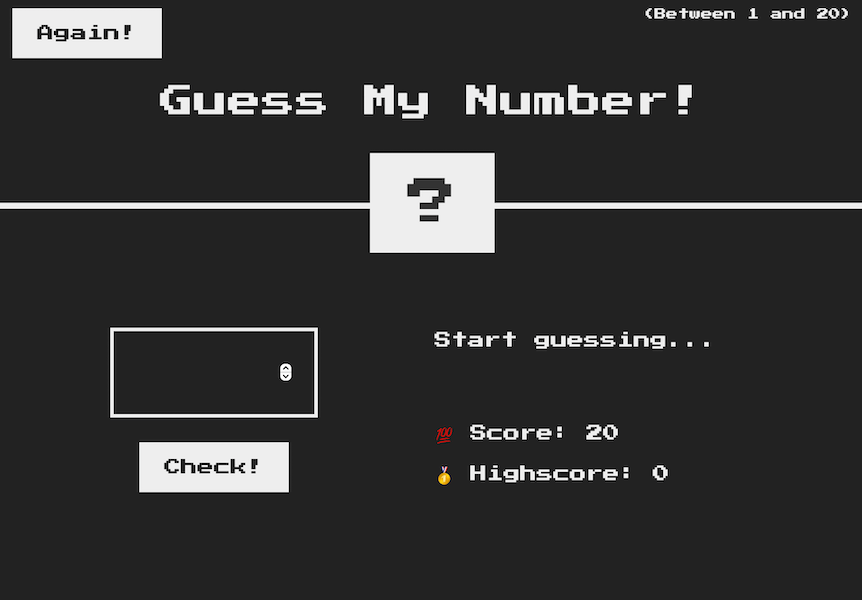 Again!
(Between 1 and 20)
Guess My Number!
?
Start guessing...
💯 Score: 20
Check!
🥇 Highscore: 0